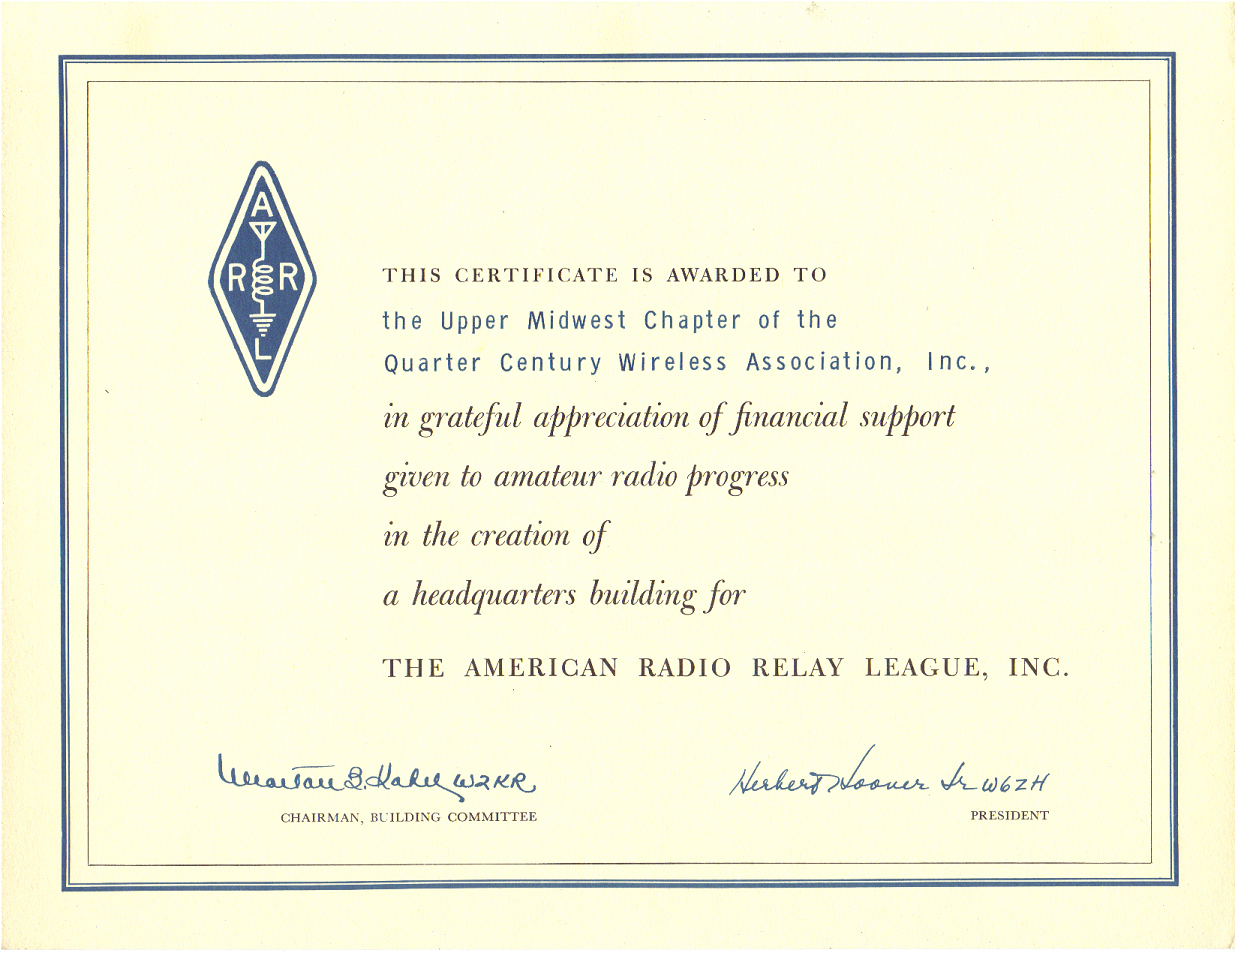 A
R R
L
THIS CERTIFICATE IS AWARDED TO
the Upper Midwest Chapter of the
Quarter Century Wireless Association, Inc.,
in grateful appreciation of financial support
given to amateur radio progress
in the creation of
a headquarters building for
THE AMERICAN RADIO RELAY LEAGUE, INC.
B. W2KR
CHAIRMAN, BUILDING COMMITTEE
Herbert Hoover Jr W6ZH
PRESIDENT